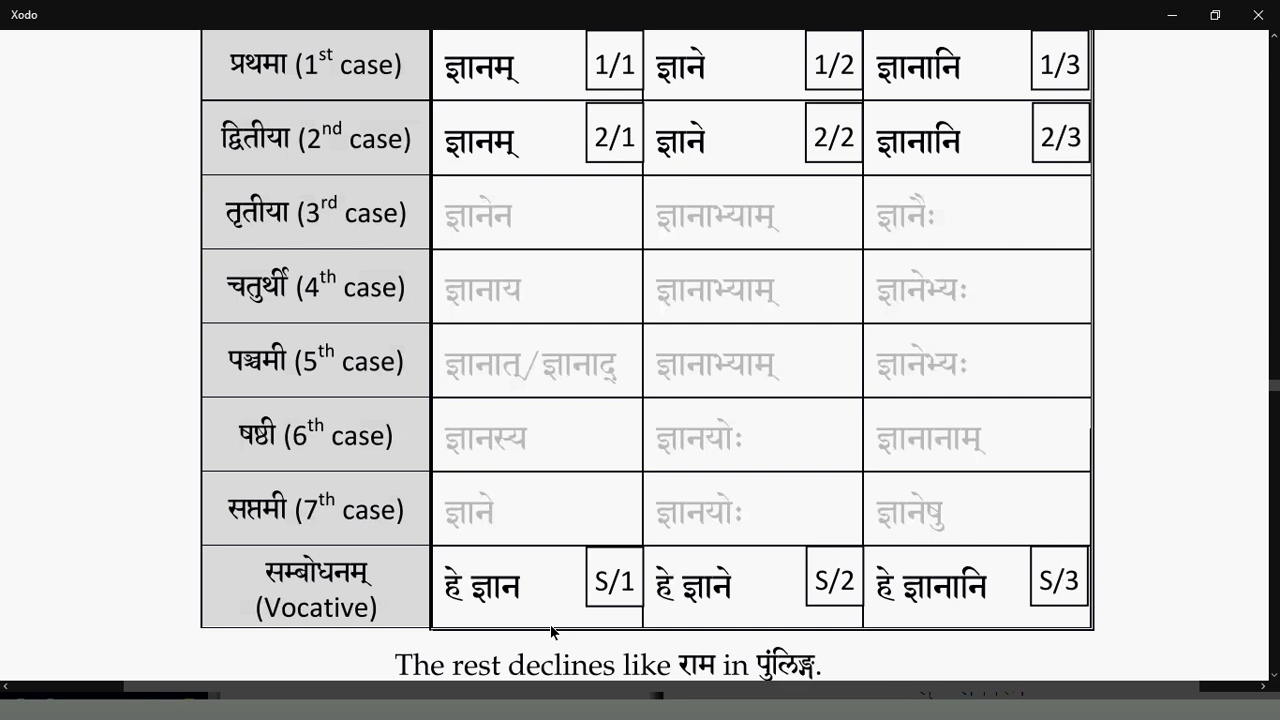 Xodo
प्रथमा (1st case) ज्ञानम् 1/1 ज्ञाने 1/2 ज्ञानानि 1/3
द्वितीया (2nd case) ज्ञानम् 2/1 ज्ञाने 2/2 ज्ञानानि 2/3
तृतीया (3rd case) ज्ञानेन ज्ञानाभ्याम् ज्ञानैः
चतुर्थी (4th case) ज्ञानाय ज्ञानाभ्याम् ज्ञानेभ्यः
पञ्चमी (5th case) ज्ञानात्/ज्ञानाद् ज्ञानाभ्याम् ज्ञानेभ्यः
षष्ठी (6th case) ज्ञानस्य ज्ञानयोः ज्ञानानाम्
सप्तमी (7th case) ज्ञाने ज्ञानयोः ज्ञानेषु
सम्बोधनम्
(Vocative) हे ज्ञान S/1 हे ज्ञाने S/2 हे ज्ञानानि S/3
The rest declines like राम in पुंलिङ्ग.